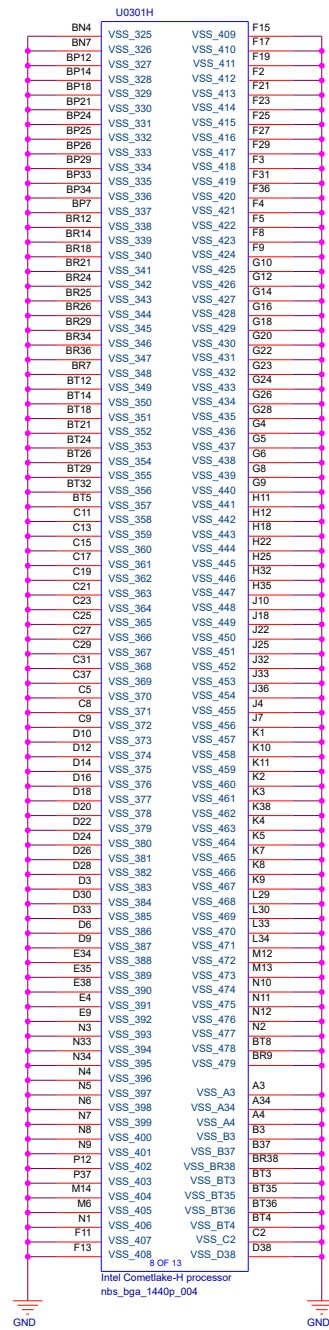 U0301H
BN4 VSS_325 VSS_409 F15
BN7 VSS_326 VSS_410 F17
BP12 VSS_327 VSS_411 F19
BP14 VSS_328 VSS_412 F2
BP18 VSS_329 VSS_413 F21
BP21 VSS_330 VSS_414 F23
BP24 VSS_331 VSS_415 F25
BP25 VSS_332 VSS_416 F27
BP26 VSS_333 VSS_417 F29
BP29 VSS_334 VSS_418 F3
BP33 VSS_335 VSS_419 F31
BP34 VSS_336 VSS_420 F36
BP7 VSS_337 VSS_421 F4
BR12 VSS_338 VSS_422 F5
BR14 VSS_339 VSS_423 F8
BR18 VSS_340 VSS_424 F9
BR21 VSS_341 VSS_425 G10
BR24 VSS_342 VSS_426 G12
BR25 VSS_343 VSS_427 G14
BR26 VSS_344 VSS_428 G16
BR29 VSS_345 VSS_429 G18
BR34 VSS_346 VSS_430 G20
BR36 VSS_347 VSS_431 G22
BR7 VSS_348 VSS_432 G23
BT12 VSS_349 VSS_433 G24
BT14 VSS_350 VSS_434 G26
BT18 VSS_351 VSS_435 G28
BT21 VSS_352 VSS_436 G4
BT24 VSS_353 VSS_437 G5
BT26 VSS_354 VSS_438 G6
BT29 VSS_355 VSS_439 G8
BT32 VSS_356 VSS_440 G9
BT5 VSS_357 VSS_441 H11
C11 VSS_358 VSS_442 H12
C13 VSS_359 VSS_443 H18
C15 VSS_360 VSS_444 H22
C17 VSS_361 VSS_445 H25
C19 VSS_362 VSS_446 H32
C21 VSS_363 VSS_447 H35
C23 VSS_364 VSS_448 J10
C25 VSS_365 VSS_449 J18
C27 VSS_366 VSS_450 J22
C29 VSS_367 VSS_451 J25
C31 VSS_368 VSS_452 J32
C37 VSS_369 VSS_453 J33
C5 VSS_370 VSS_454 J36
C8 VSS_371 VSS_455 J4
C9 VSS_372 VSS_456 J7
D10 VSS_373 VSS_457 K1
D12 VSS_374 VSS_458 K10
D14 VSS_375 VSS_459 K11
D16 VSS_376 VSS_460 K2
D18 VSS_377 VSS_461 K3
D20 VSS_378 VSS_462 K38
D22 VSS_379 VSS_463 K4
D24 VSS_380 VSS_464 K5
D26 VSS_381 VSS_465 K7
D28 VSS_382 VSS_466 K8
D3 VSS_383 VSS_467 K9
D30 VSS_384 VSS_468 L29
D33 VSS_385 VSS_469 L30
D6 VSS_386 VSS_470 L33
D9 VSS_387 VSS_471 L34
E34 VSS_388 VSS_472 M12
E35 VSS_389 VSS_473 M13
E38 VSS_390 VSS_474 N10
E4 VSS_391 VSS_475 N11
E9 VSS_392 VSS_476 N12
N3 VSS_393 VSS_477 N2
N33 VSS_394 VSS_478 BT8
N34 VSS_395 VSS_479 BR9
N4 VSS_396
N5 VSS_397 VSS_A3 A3
N6 VSS_398 VSS_A34 A34
N7 VSS_399 VSS_A4 A4
N8 VSS_400 VSS_B3 B3
N9 VSS_401 VSS_B37 B37
P12 VSS_402 VSS_BR38 BR38
P37 VSS_403 VSS_BT3 BT3
M14 VSS_404 VSS_BT35 BT35
M6 VSS_405 VSS_BT36 BT36
N1 VSS_406 VSS_BT4 BT4
F11 VSS_407 VSS_C2 C2
F13 VSS_408 VSS_D38 D38
8 OF 13
Intel Cometlake-H processor
nbs_bga_1440p_004
GND GND